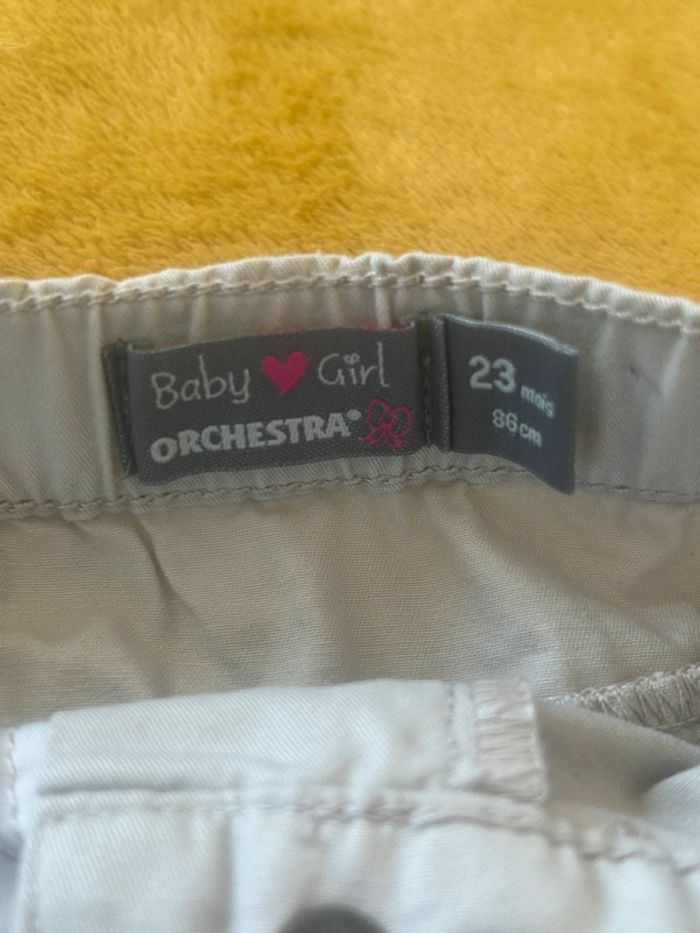 Baby Girl
ORCHESTRA®
23 mois
86 cm